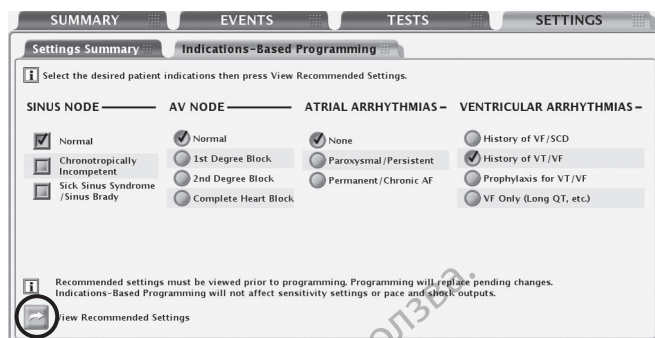 SUMMARY EVENTS TESTS SETTINGS
Settings Summary Indications-Based Programming
i Select the desired patient indications then press View Recommended Settings.
SINUS NODE AV NODE ATRIAL ARRHYTHMIAS VENTRICULAR ARRHYTHMIAS
Normal Normal None History of VF/SCD
Chronotropically Incompetent 1st Degree Block Paroxysmal/Persistent History of VT/VF
Sick Sinus Syndrome /Sinus Brady 2nd Degree Block Permanent/Chronic AF Prophylaxis for VT/VF
Complete Heart Block VF Only (Long QT, etc.)
i Recommended settings must be viewed prior to programming. Programming will replace pending changes.
Indications-Based Programming will not affect sensitivity settings or pace and shock outputs.
View Recommended Settings